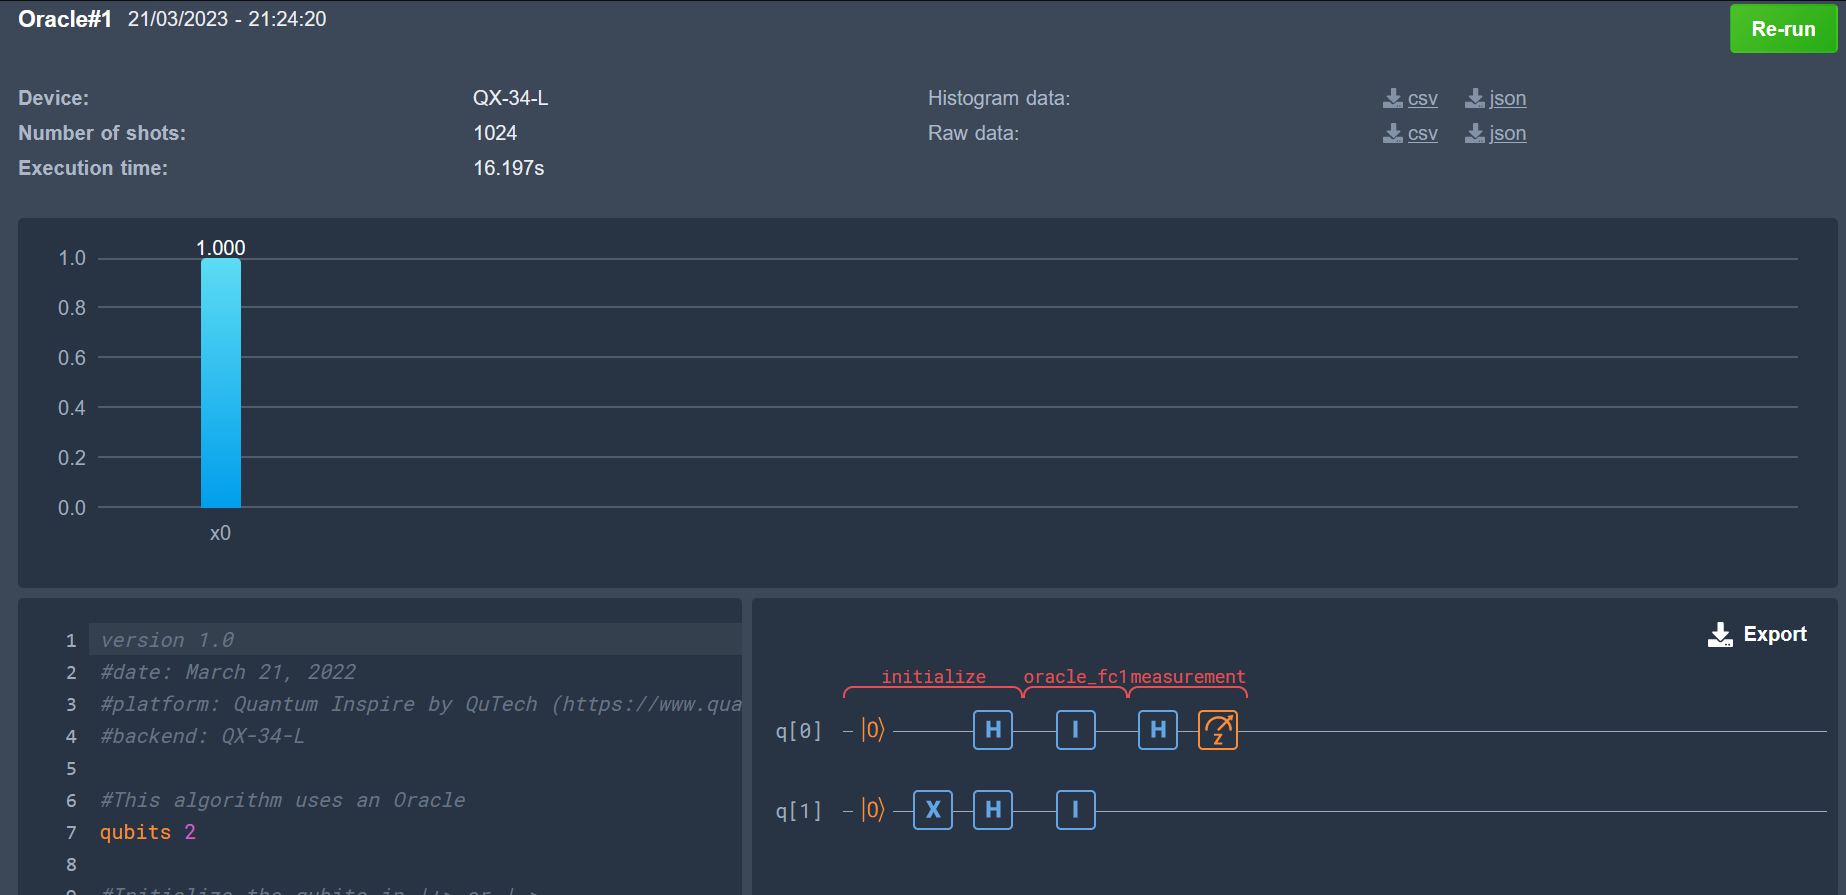 Oracle#1 21/03/2023 - 21:24:20 Re-run
Device: QX-34-L Histogram data: csv json
Number of shots: 1024 Raw data: csv json
Execution time: 16.197s
1.000
1.0
0.8
0.6
0.4
0.2
0.0
x0
1 version 1.0
2 #date: March 21, 2022
3 #platform: Quantum Inspire by QuTech (https://www.qua
4 #backend: QX-34-L
5
6 #This algorithm uses an Oracle
7 qubits 2
8
Export
initialize oracle_fc1 measurement
q[0] |0⟩ H I H Z
q[1] |0⟩ X H I